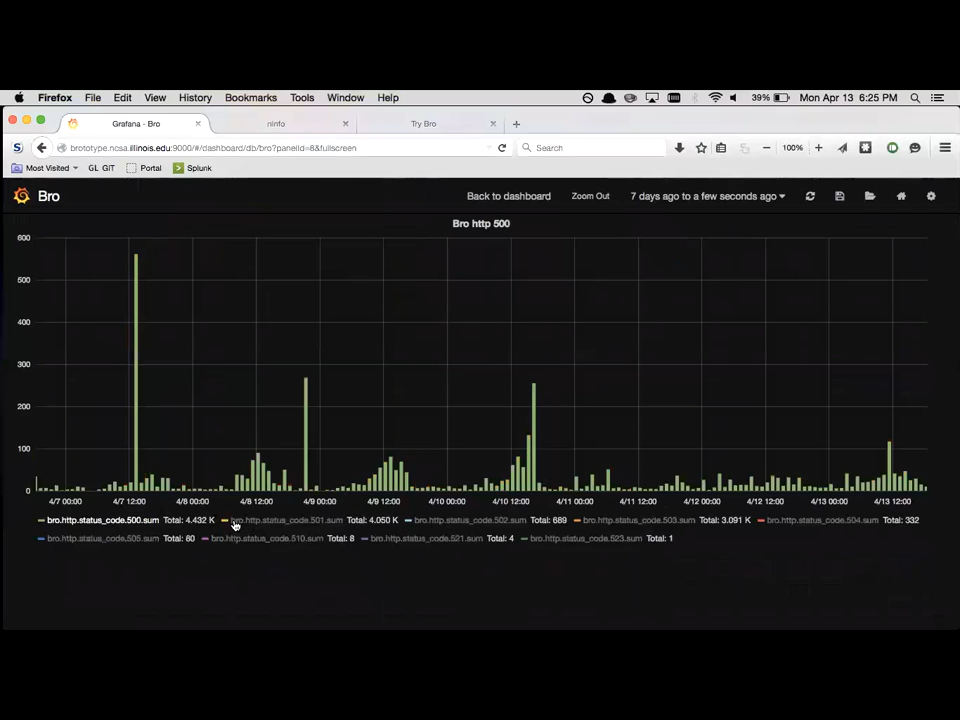 Firefox File Edit View History Bookmarks Tools Window Help 39% Mon Apr 13 6:25 PM
Grafana - Bro × ninfo × Try Bro × +
prototype.ncsa.illinois.edu:9000/#/dashboard/db/bro?panelId=6&fullscreen Search 100%
Most Visited GL GIT Portal Splunk
Bro Back to dashboard Zoom Out 7 days ago to a few seconds ago
Bro http 500
600
500
400
300
200
100
0
4/7 00:00 4/7 12:00 4/8 00:00 4/8 12:00 4/9 00:00 4/9 12:00 4/10 00:00 4/10 12:00 4/11 00:00 4/11 12:00 4/12 00:00 4/12 12:00 4/13 00:00 4/13 12:00
bro.http.status_code.500.sum Total: 4.432 K bro.http.status_code.501.sum Total: 4.050 K bro.http.status_code.502.sum Total: 689 bro.http.status_code.503.sum Total: 3.091 K bro.http.status_code.504.sum Total: 332
bro.http.status_code.505.sum Total: 60 bro.http.status_code.510.sum Total: 8 bro.http.status_code.521.sum Total: 4 bro.http.status_code.523.sum Total: 1